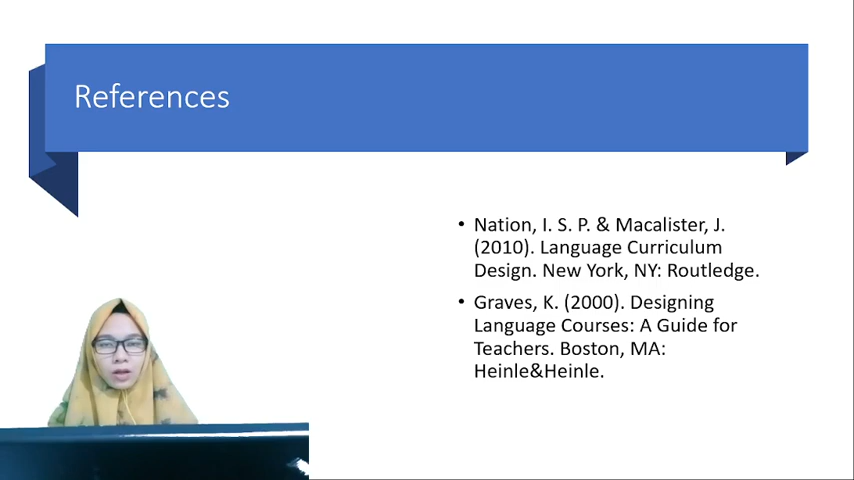 References
• Nation, I. S. P. & Macalister, J.
(2010). Language Curriculum
Design. New York, NY: Routledge.
• Graves, K. (2000). Designing
Language Courses: A Guide for
Teachers. Boston, MA:
Heinle&Heinle.